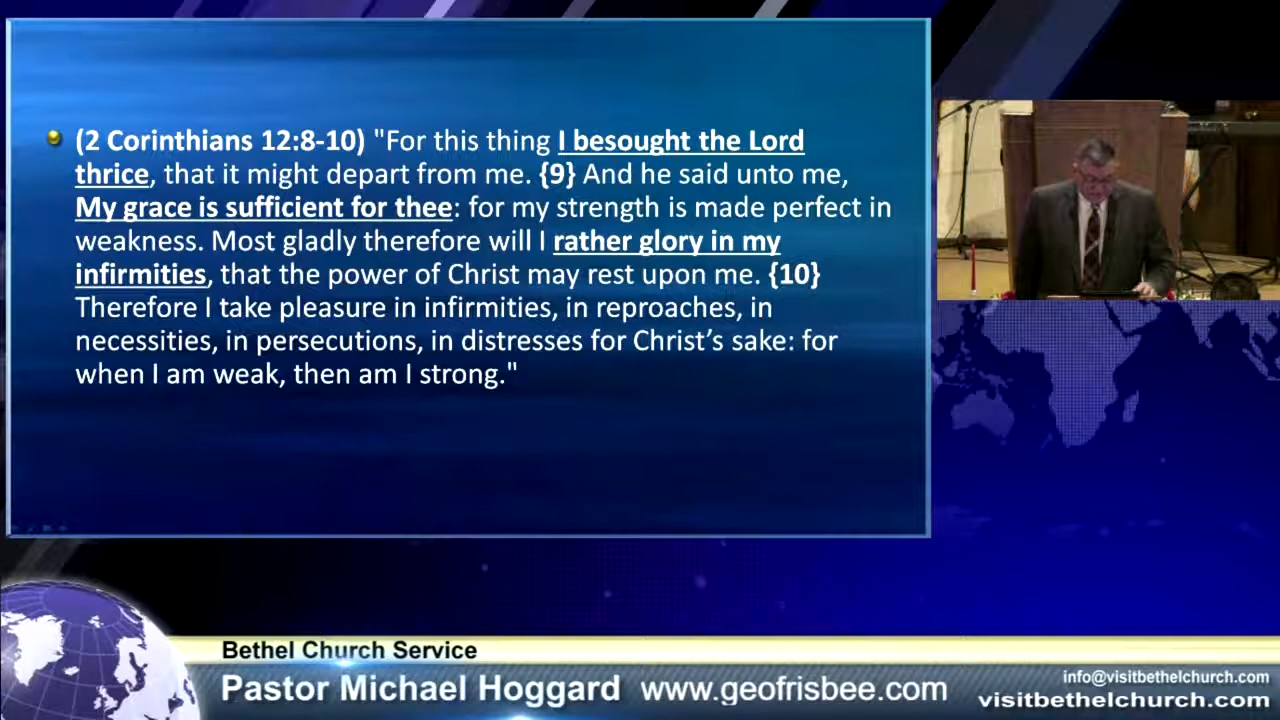 (2 Corinthians 12:8-10) "For this thing I besought the Lord
thrice, that it might depart from me. {9} And he said unto me,
My grace is sufficient for thee: for my strength is made perfect in
weakness. Most gladly therefore will I rather glory in my
infirmities, that the power of Christ may rest upon me. {10}
Therefore I take pleasure in infirmities, in reproaches, in
necessities, in persecutions, in distresses for Christ’s sake: for
when I am weak, then am I strong."
Bethel Church Service
Pastor Michael Hoggard www.geofrisbee.com
info@visitbethelchurch.com
visitbethelchurch.com